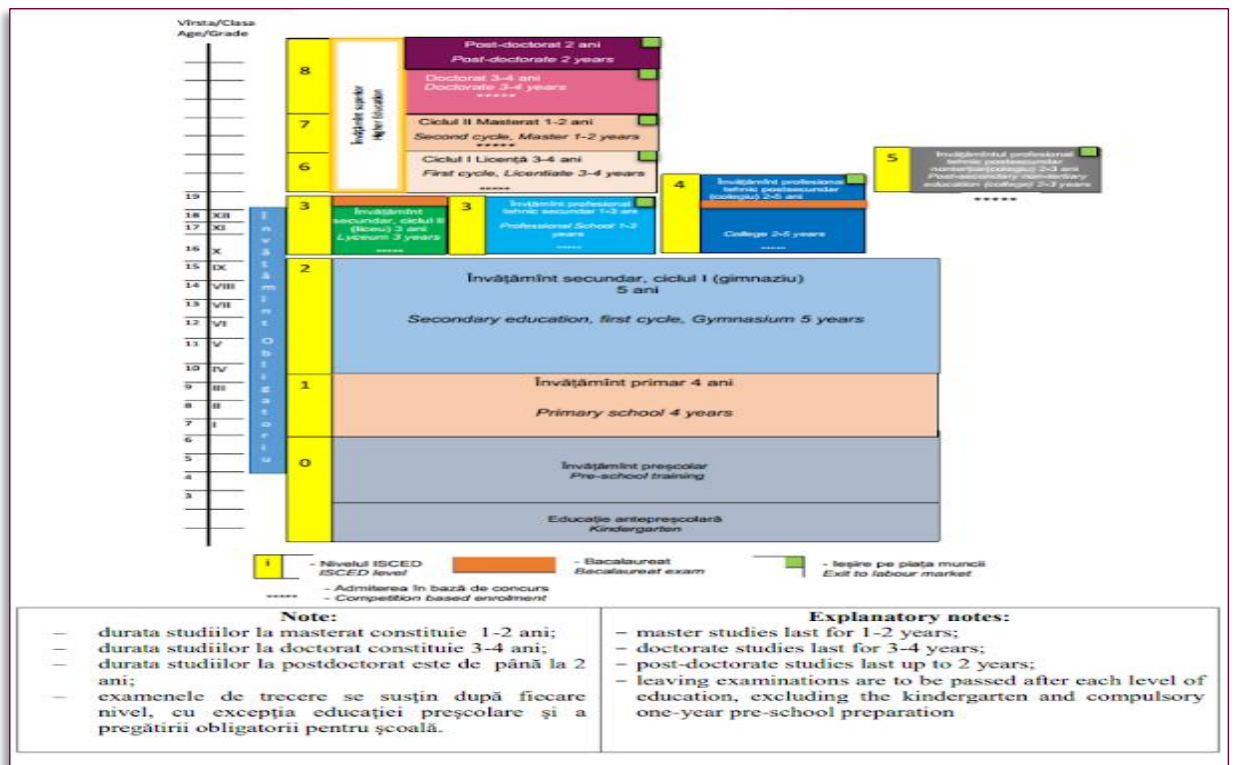 Vîrsta/Clasa
Age/Grade
19
18 XII
17 XI
16 X
15 IX
14 VIII
13 VII
12 VI
11 V
10 IV
9 III
8 II
7 I
6
5
4
3
Învățămînt Obligatoriu
8
7
6
Învățămînt superior
Higher Education
Post-doctorat 2 ani
Post-doctorate 2 years
Doctorat 3-4 ani
Doctorate 3-4 years
*****
Ciclul II Masterat 1-2 ani
Second cycle, Master 1-2 years
*****
Ciclul I Licență 3-4 ani
First cycle, Licentiate 3-4 years
*****
5
Învățămîntul profesional
tehnic postsecundar
nonterțiar(colegiu) 2-3 ani
Post-secondary non-tertiary
education (college) 2-3 years
*****
4
Învățămînt profesional
tehnic postsecundar
(colegiu) 2-5 ani
College 2-5 years
*****
3
Învățămînt
secundar, ciclul II
(liceu) 3 ani
Lyceum 3 years
*****
3
Învățămînt profesional
tehnic secundar 1-3 ani
Professional School 1-3
years
*****
2
Învățămînt secundar, ciclul I (gimnaziu)
5 ani
Secondary education, first cycle, Gymnasium 5 years
1
Învățămînt primar 4 ani
Primary school 4 years
0
Învățămînt preșcolar
Pre-school training
Educație antepreșcolară
Kindergarten
i - Nivelul ISCED
ISCED level
- Bacalaureat
Bacalaureat exam
- Ieșire pe piața muncii
Exit to labour market
- Admiterea în bază de concurs
***** - Competition based enrolment
Note:
– durata studiilor la masterat constituie 1-2 ani;
– durata studiilor la doctorat constituie 3-4 ani;
– durata studiilor la postdoctorat este de până la 2
ani;
– examenele de trecere se susțin după fiecare
nivel, cu excepția educației preșcolare și a
pregătirii obligatorii pentru școală.
Explanatory notes:
– master studies last for 1-2 years;
– doctorate studies last for 3-4 years;
– post-doctorate studies last up to 2 years;
– leaving examinations are to be passed after each level of
education, excluding the kindergarten and compulsory
one-year pre-school preparation